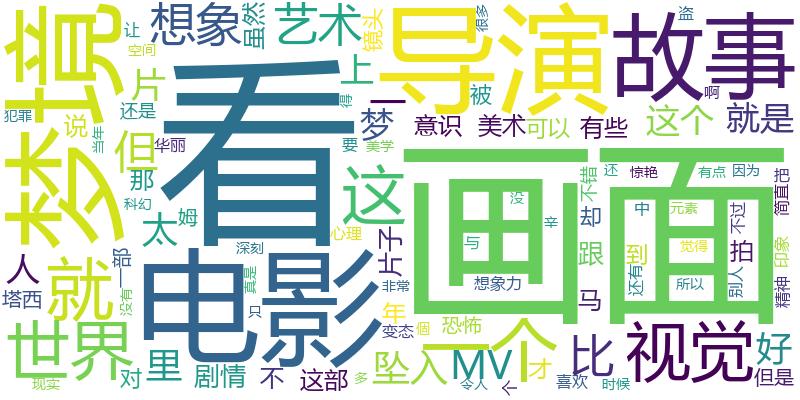 梦境
想象
虽然
艺术
镜头
导演
很多
故事
盗
让
空间
片
上
一
被
啊
犯罪
还是
说
当年
但
看
得
梦
意识
美术
可以
有些
这个
就是
华丽
要
美学
那
科幻
太
姆
这
画面
没
不错
还
惊艳
有点
因为
简直
把
人
一部
深刻
心理
片子
与
辛
却
中
元素
不过
塔西
就
没有
电影
真是
只
非常
想象力
跟
到
还有
觉得
所以
别人
拍
印象
精神
年
变态
個
恐怖
一个
马
世界
对
里
剧情
不
这部
坠入
MV
才
比
视觉
好
现实
多
令人
个
喜欢
时候
但是